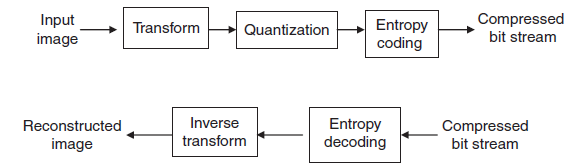 Input
image
Transform
Quantization
Entropy
coding
Compressed
bit stream
Reconstructed
image
Inverse
transform
Entropy
decoding
Compressed
bit stream